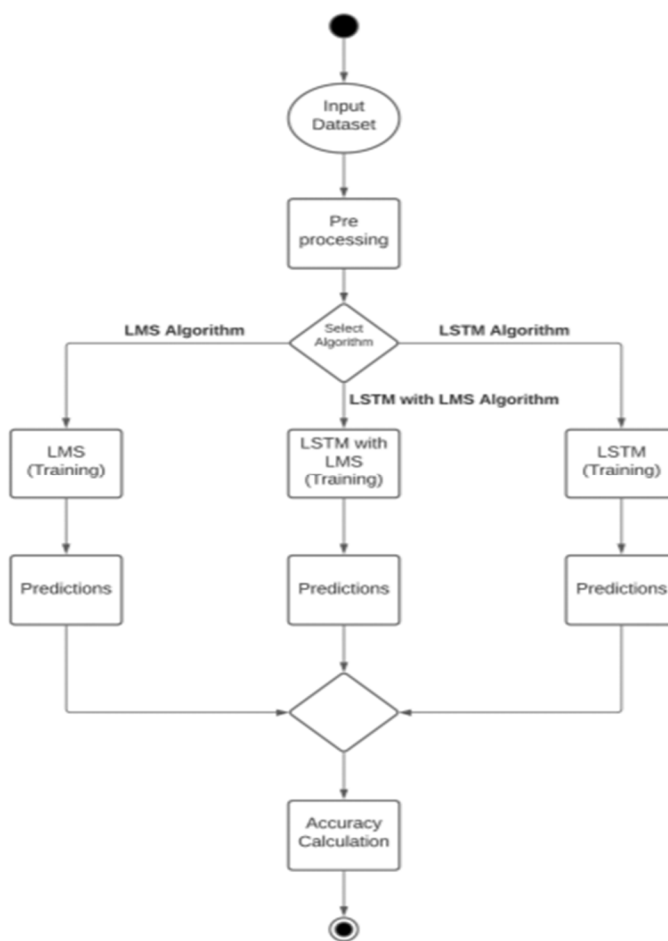 Input
Dataset
Pre
processing
Select
Algorithm
LMS Algorithm
LSTM Algorithm
LSTM with LMS Algorithm
LMS
(Training)
LSTM with
LMS
(Training)
LSTM
(Training)
Predictions
Predictions
Predictions
Accuracy
Calculation